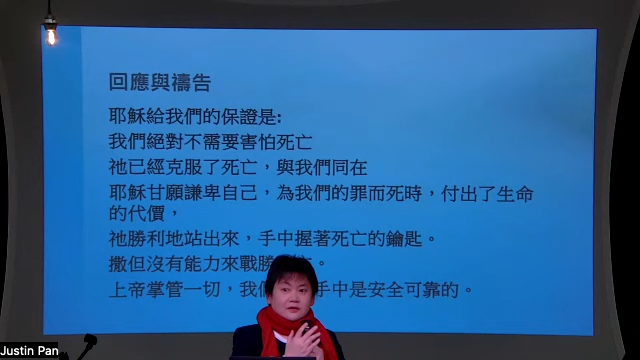 回應與禱告
耶穌給我們的保證是:
我們絕對不需要害怕死亡
祂已經克服了死亡，與我們同在
耶穌甘願謙卑自己，為我們的罪而死時，付出了生命
的代價，
祂勝利地站出來，手中握著死亡的鑰匙。
撒但沒有能力來戰勝 。
上帝掌管一切，我 手中是安全可靠的。
Justin Pan